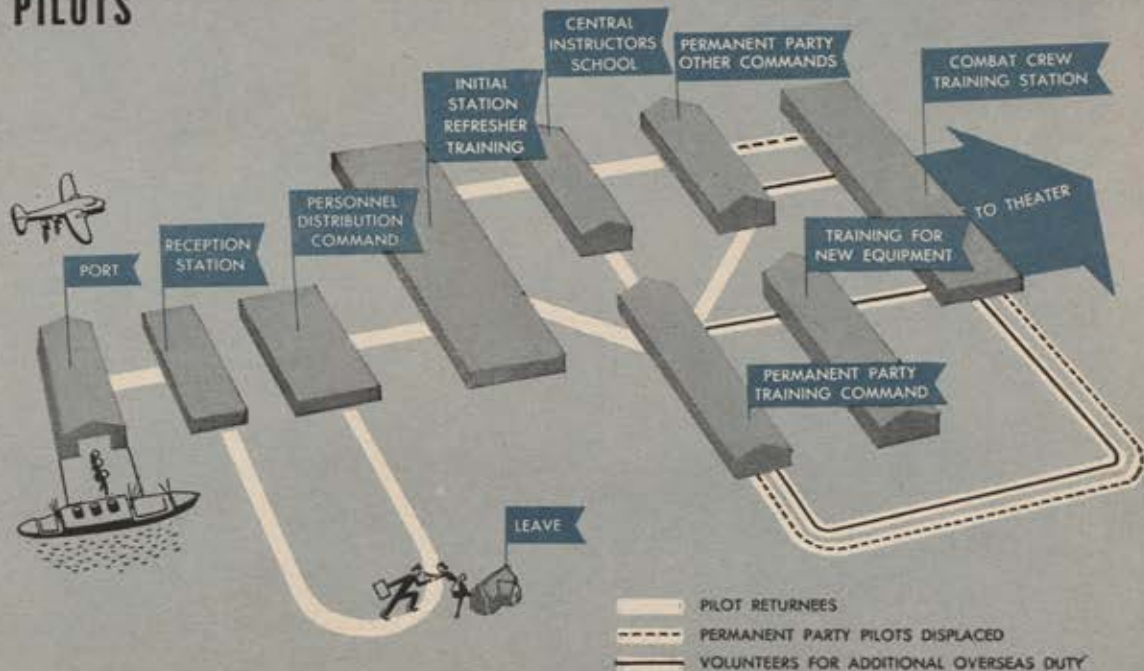 PILOTS
PORT
RECEPTION
STATION
PERSONNEL
DISTRIBUTION
COMMAND
INITIAL
STATION
REFRESHER
TRAINING
CENTRAL
INSTRUCTORS
SCHOOL
PERMANENT PARTY
OTHER COMMANDS
COMBAT CREW
TRAINING STATION
TO THEATER
TRAINING FOR
NEW EQUIPMENT
PERMANENT PARTY
TRAINING COMMAND
LEAVE
PILOT RETURNEES
PERMANENT PARTY PILOTS DISPLACED
VOLUNTEERS FOR ADDITIONAL OVERSEAS DUTY